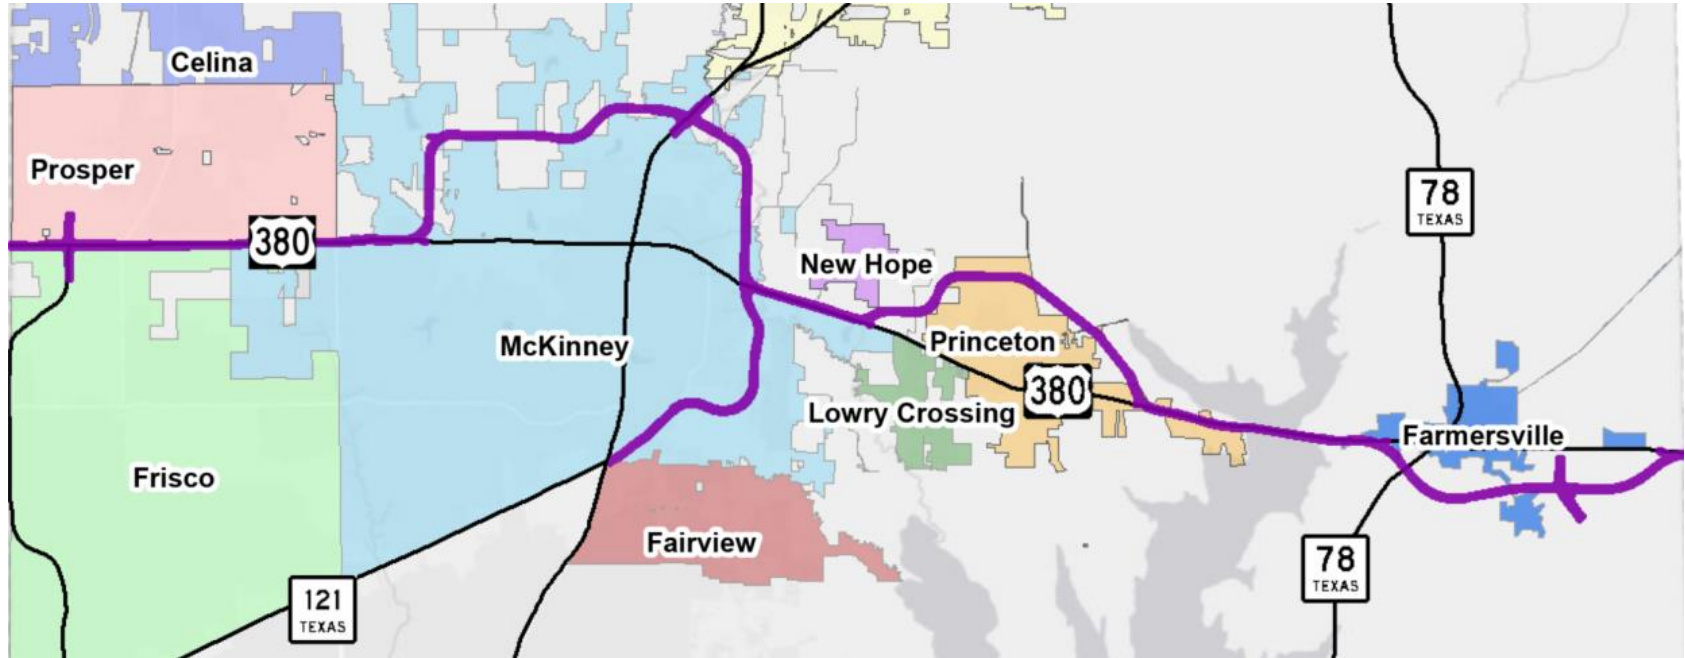 Celina
Prosper
78
TEXAS
380
New Hope
McKinney
Princeton
380
Lowry Crossing
Farmersville
Frisco
Fairview
78
TEXAS
121
TEXAS